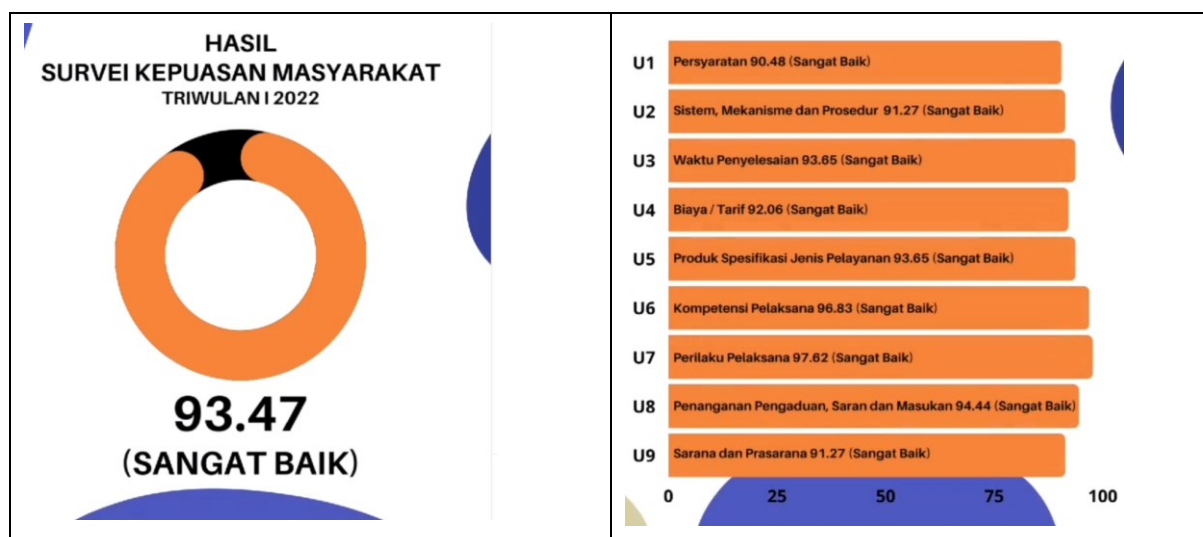 HASIL
SURVEI KEPUASAN MASYARAKAT
TRIWULAN I 2022
93.47
(SANGAT BAIK)
U1 Persyaratan 90.48 (Sangat Baik)
U2 Sistem, Mekanisme dan Prosedur 91.27 (Sangat Baik)
U3 Waktu Penyelesaian 93.65 (Sangat Baik)
U4 Biaya / Tarif 92.06 (Sangat Baik)
U5 Produk Spesifikasi Jenis Pelayanan 93.65 (Sangat Baik)
U6 Kompetensi Pelaksana 96.83 (Sangat Baik)
U7 Perilaku Pelaksana 97.62 (Sangat Baik)
U8 Penanganan Pengaduan, Saran dan Masukan 94.44 (Sangat Baik)
U9 Sarana dan Prasarana 91.27 (Sangat Baik)
0 25 50 75 100